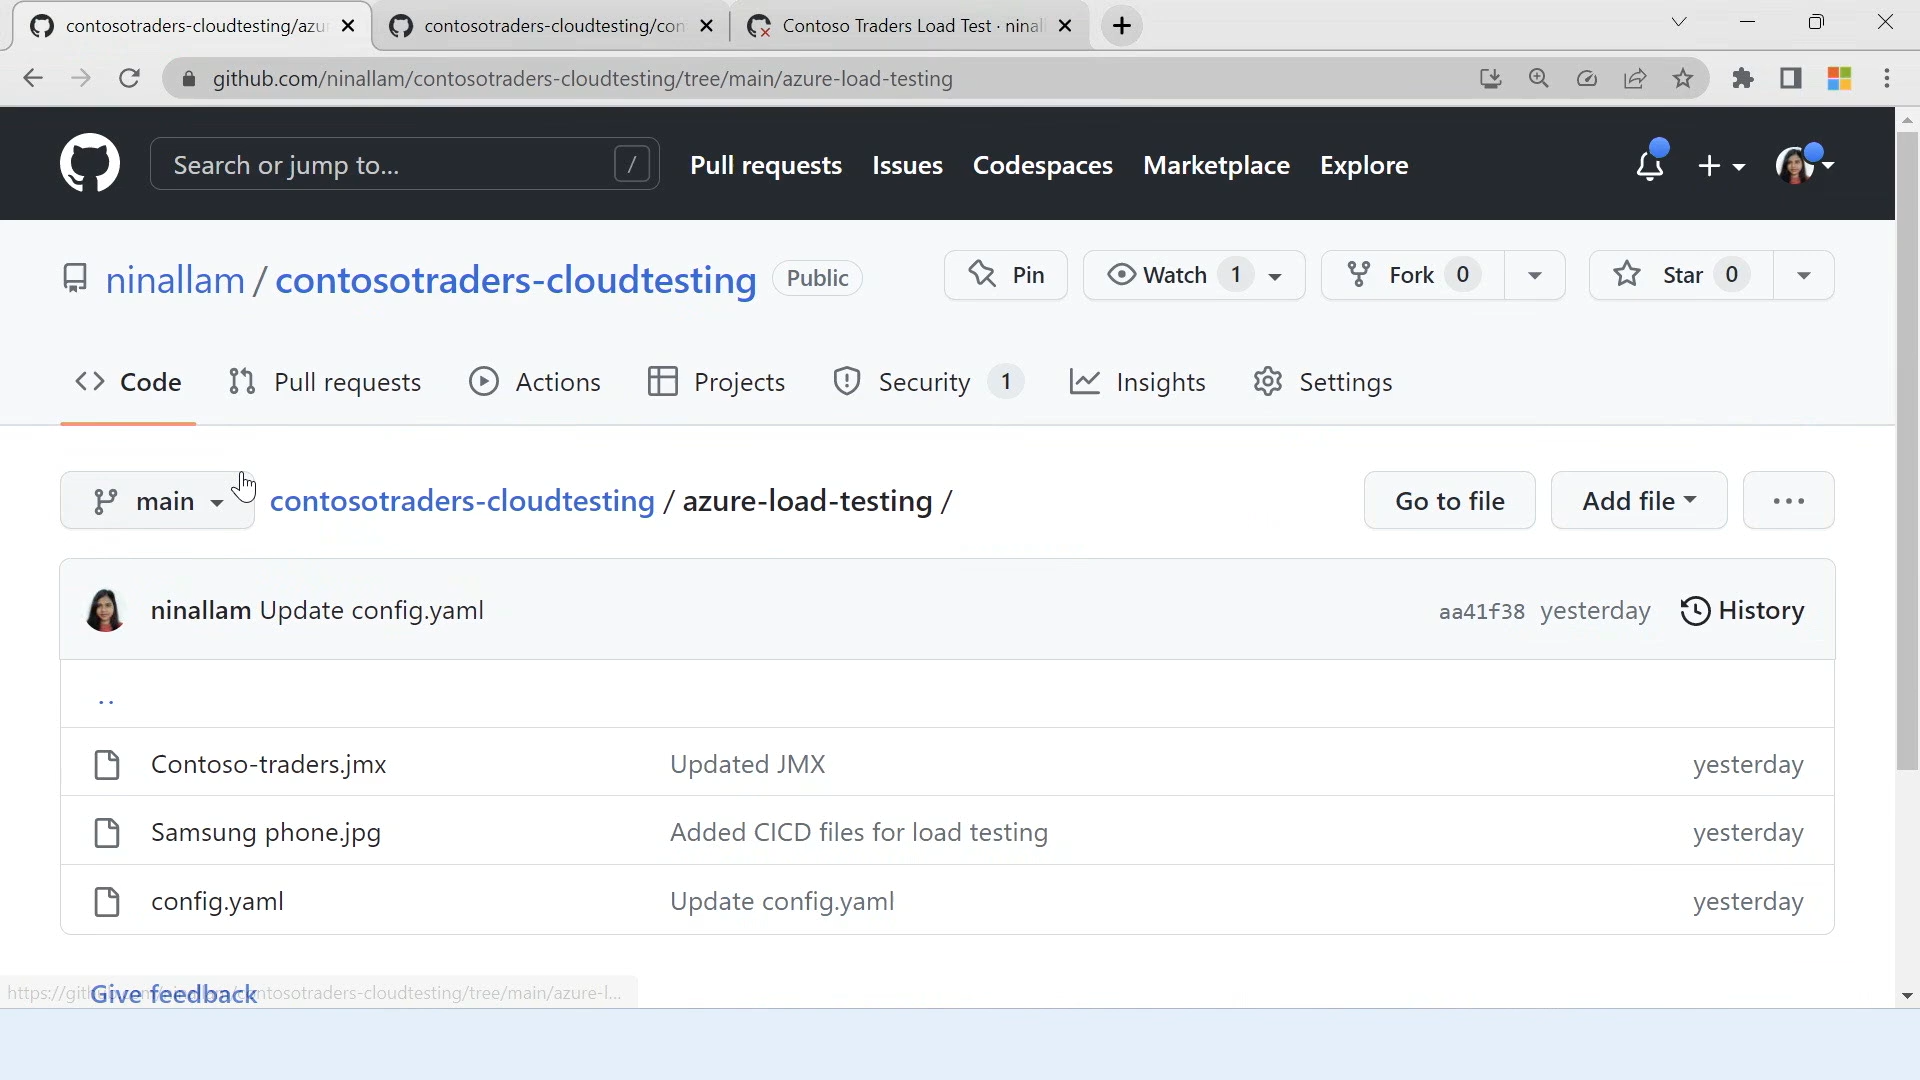 contosotraders-cloudtesting/azu
contosotraders-cloudtesting/con
Contoso Traders Load Test · ninal
github.com/ninallam/contosotraders-cloudtesting/tree/main/azure-load-testing
Search or jump to...
/
Pull requests
Issues
Codespaces
Marketplace
Explore
ninallam / contosotraders-cloudtesting
Public
Pin
Watch 1
Fork 0
Star 0
Code
Pull requests
Actions
Projects
Security 1
Insights
Settings
main
contosotraders-cloudtesting / azure-load-testing /
Go to file
Add file
ninallam Update config.yaml
aa41f38 yesterday
History
..
Contoso-traders.jmx Updated JMX yesterday
Samsung phone.jpg Added CICD files for load testing yesterday
config.yaml Update config.yaml yesterday
Give feedback